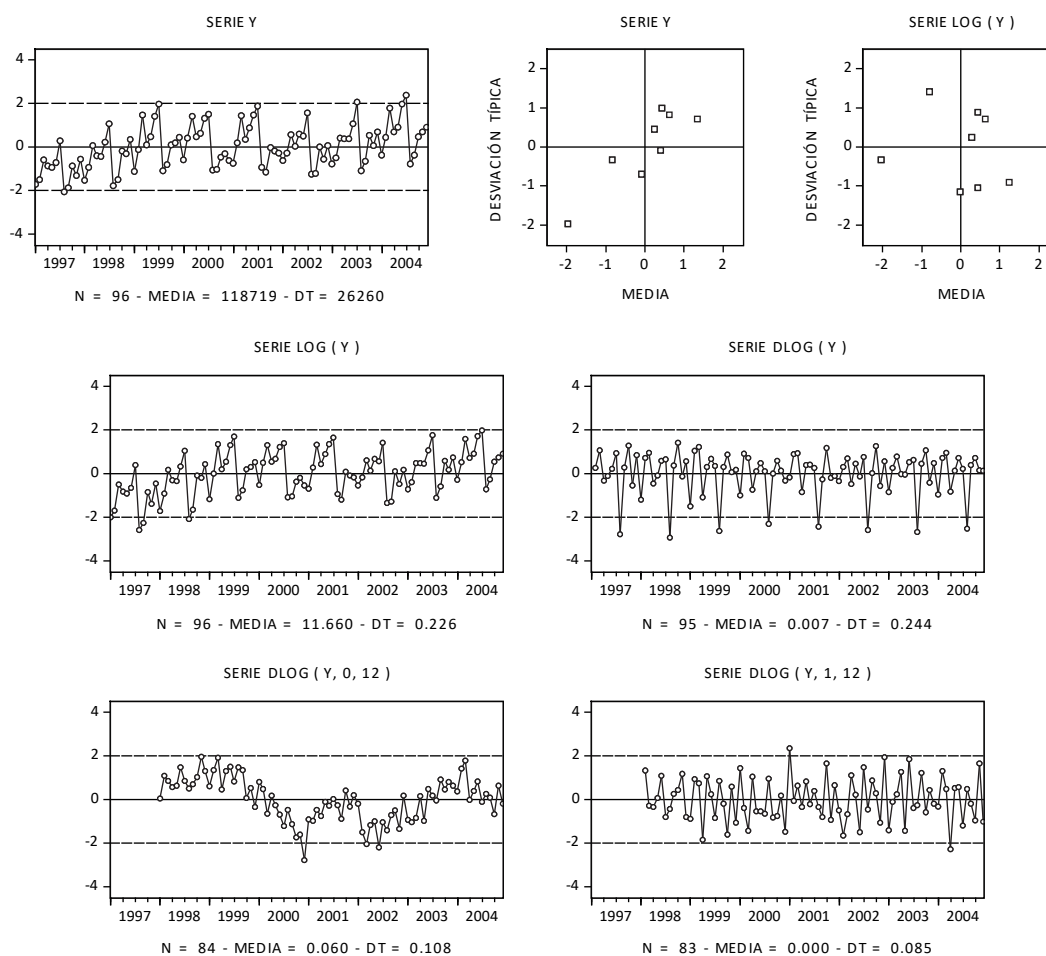 SERIE Y
4
2
0
-2
-4
1997 1998 1999 2000 2001 2002 2003 2004
N = 96 - MEDIA = 118719 - DT = 26260
SERIE Y
DESVIACIÓN TÍPICA
2
1
0
-1
-2
-2 -1 0 1 2
MEDIA
SERIE LOG ( Y )
DESVIACIÓN TÍPICA
2
1
0
-1
-2
-2 -1 0 1 2
MEDIA
SERIE LOG ( Y )
4
2
0
-2
-4
1997 1998 1999 2000 2001 2002 2003 2004
N = 96 - MEDIA = 11.660 - DT = 0.226
SERIE DLOG ( Y )
4
2
0
-2
-4
1997 1998 1999 2000 2001 2002 2003 2004
N = 95 - MEDIA = 0.007 - DT = 0.244
SERIE DLOG ( Y, 0, 12 )
4
2
0
-2
-4
1997 1998 1999 2000 2001 2002 2003 2004
N = 84 - MEDIA = 0.060 - DT = 0.108
SERIE DLOG ( Y, 1, 12 )
4
2
0
-2
-4
1997 1998 1999 2000 2001 2002 2003 2004
N = 83 - MEDIA = 0.000 - DT = 0.085